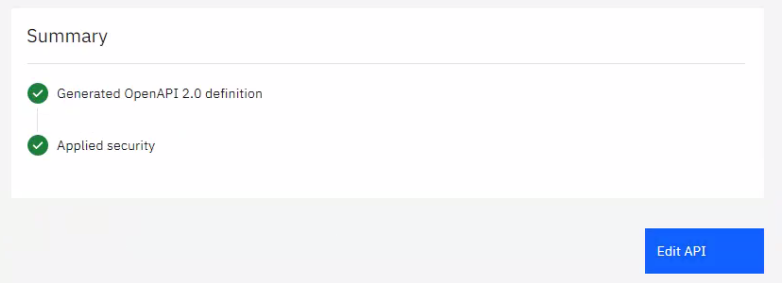 Summary
Generated OpenAPI 2.0 definition
Applied security
Edit API